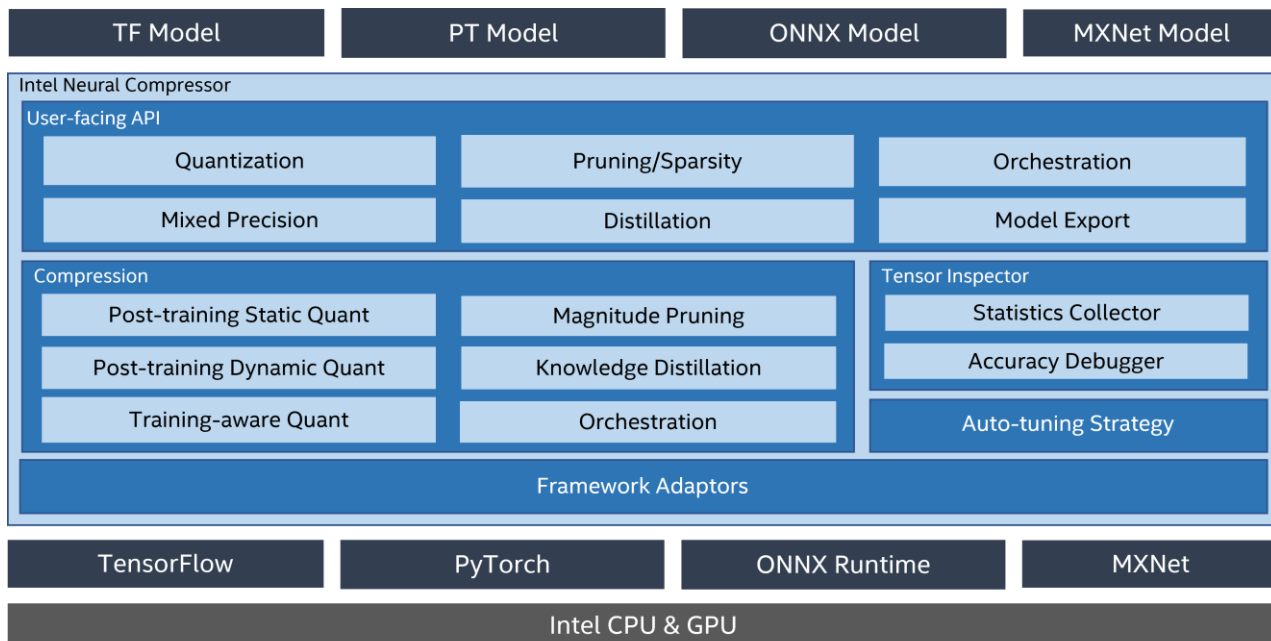 TF Model
PT Model
ONNX Model
MXNet Model
Intel Neural Compressor
User-facing API
Quantization
Pruning/Sparsity
Orchestration
Mixed Precision
Distillation
Model Export
Compression
Post-training Static Quant
Magnitude Pruning
Post-training Dynamic Quant
Knowledge Distillation
Training-aware Quant
Orchestration
Tensor Inspector
Statistics Collector
Accuracy Debugger
Auto-tuning Strategy
Framework Adaptors
TensorFlow
PyTorch
ONNX Runtime
MXNet
Intel CPU & GPU